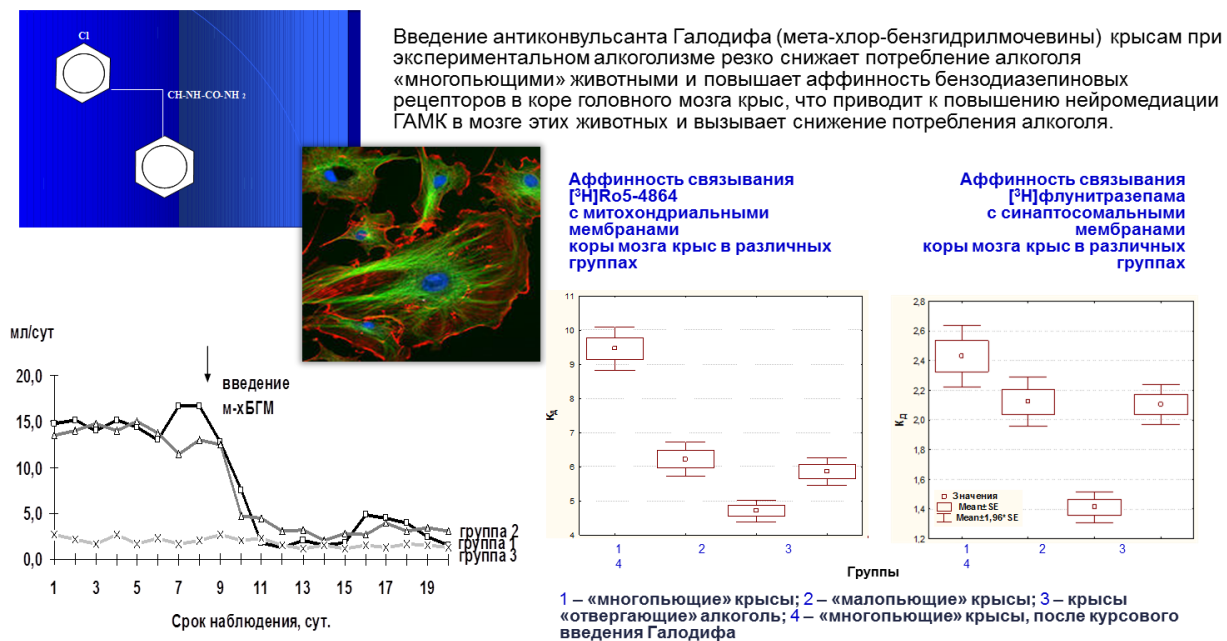 Cl
CH-NH-CO-NH 2
Введение антиконвульсанта Галодифа (мета-хлор-бензгидрилмочевины) крысам при
экспериментальном алкоголизме резко снижает потребление алкоголя
«многопьющими» животными и повышает аффинность бензодиазепиновых
рецепторов в коре головного мозга крыс, что приводит к повышению нейромедиации
ГАМК в мозге этих животных и вызывает снижение потребления алкоголя.
мл/сут
введение
м-хБГМ
20,0
15,0
10,0
5,0
0,0
1 3 5 7 9 11 13 15 17 19
группа 2
группа 1
группа 3
Срок наблюдения, сут.
Аффинность связывания
[³H]Ro5-4864
с митохондриальными
мембранами
коры мозга крыс в различных
группах
11
10
9
8
7
6
5
4
Kд
1 2 3
4
Аффинность связывания
[³H]флунитразепама
с синаптосомальными
мембранами
коры мозга крыс в различных
группах
2,8
2,6
2,4
2,2
2,0
1,8
1,6
1,4
1,2
Kд
Значения
Mean±SE
Mean±1,96*SE
1 2 3
4
Группы
1 – «многопьющие» крысы; 2 – «малопьющие» крысы; 3 – крысы
«отвергающие» алкоголь; 4 – «многопьющие» крысы, после курсового
введения Галодифа